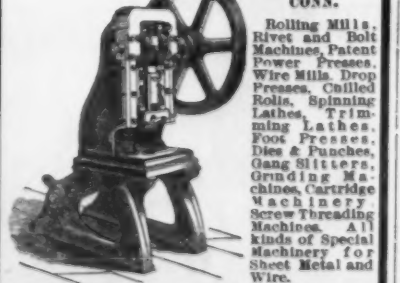 CONN.
Rolling Mills,
Rivet and Bolt
Machines, Patent
Power Presses,
Wire Mills, Drop
Presses, Chilled
Rolls, Spinning
Lathes, Trim-
ming Lathes,
Foot Presses,
Dies & Punches,
Gang Slitters,
Grinding Ma-
chines, Cartridge
Machinery.
Screw Threading
Machines. All
kinds of Special
Machinery for
Sheet Metal and
Wire.